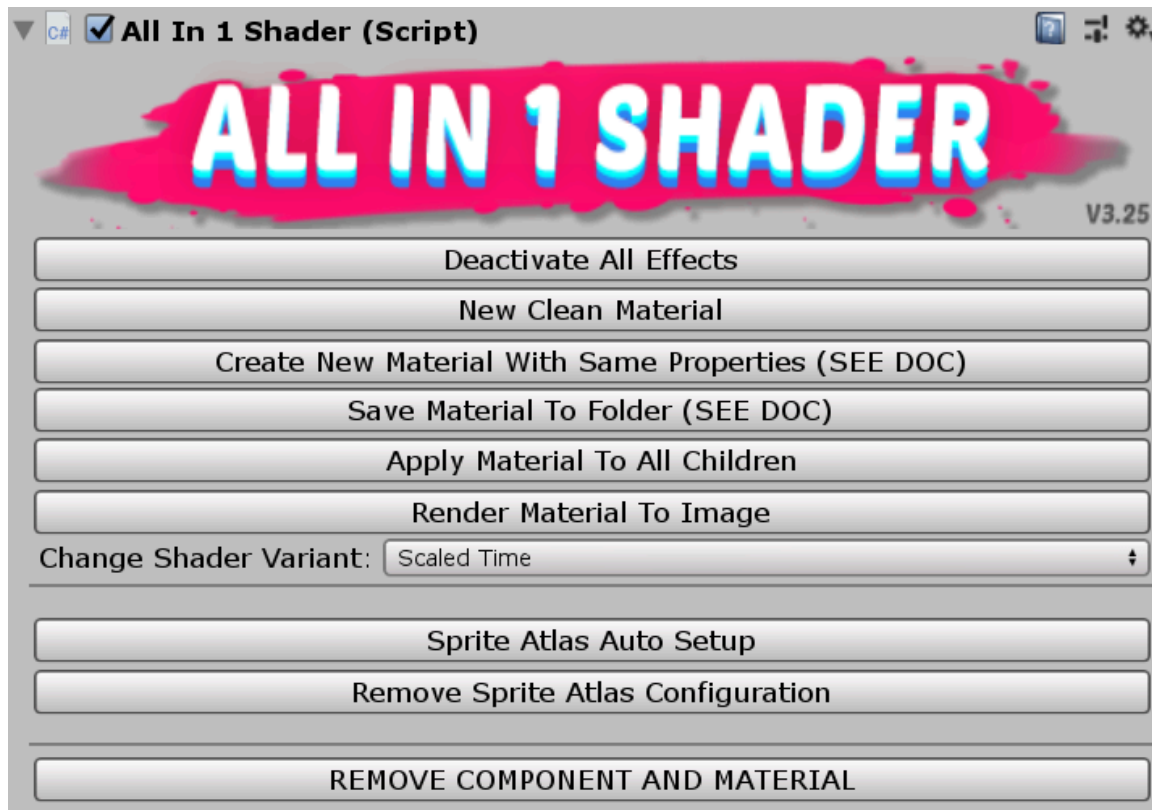 C# All In 1 Shader (Script) ?
ALL IN 1 SHADER
V3.25
Deactivate All Effects
New Clean Material
Create New Material With Same Properties (SEE DOC)
Save Material To Folder (SEE DOC)
Apply Material To All Children
Render Material To Image
Change Shader Variant: Scaled Time
Sprite Atlas Auto Setup
Remove Sprite Atlas Configuration
REMOVE COMPONENT AND MATERIAL